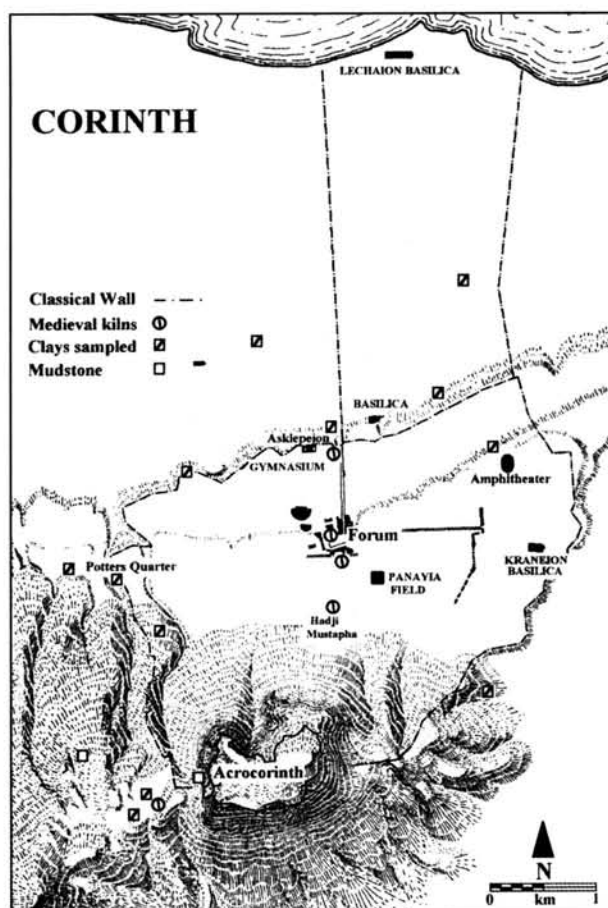 LECHAION BASILICA
CORINTH
Classical Wall
Medieval kilns
Clays sampled
Mudstone
BASILICA
Asklepeion
GYMNASIUM
Amphitheater
Forum
Potters Quarter
KRANEION
BASILICA
PANAYIA
FIELD
Hadji
Mustapha
Acrocorinth
N
0 km 1